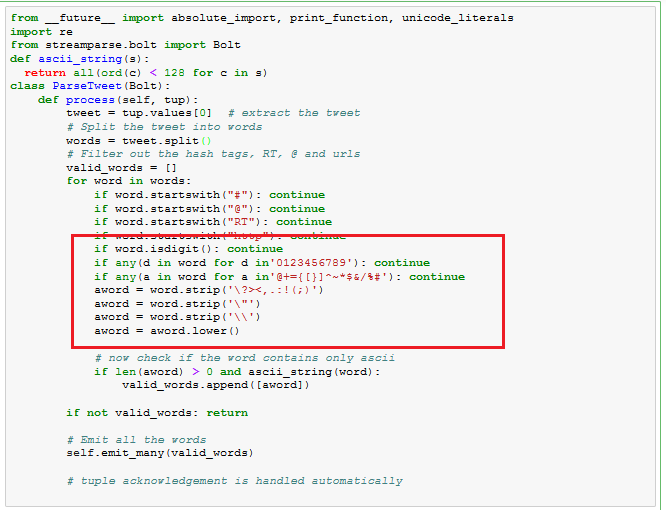 from __future__ import absolute_import, print_function, unicode_literals
import re
from streamparse.bolt import Bolt
def ascii_string(s):
  return all(ord(c) < 128 for c in s)
class ParseTweet(Bolt):
    def process(self, tup):
        tweet = tup.values[0]  # extract the tweet
        # Split the tweet into words
        words = tweet.split()
        # Filter out the hash tags, RT, @ and urls
        valid_words = []
        for word in words:
            if word.startswith("#"): continue
            if word.startswith("@"): continue
            if word.startswith("RT"): continue
            if word.startswith("http"): continue
            if word.isdigit(): continue
            if any(d in word for d in'0123456789'): continue
            if any(a in word for a in'@+={[}]^~*$&/%#'): continue
            aword = word.strip('\?><,.:!(;)')
            aword = word.strip('\"')
            aword = word.strip('\\')
            aword = aword.lower()
            # now check if the word contains only ascii
            if len(aword) > 0 and ascii_string(word):
                valid_words.append([aword])
        if not valid_words: return
        # Emit all the words
        self.emit_many(valid_words)
        # tuple acknowledgement is handled automatically